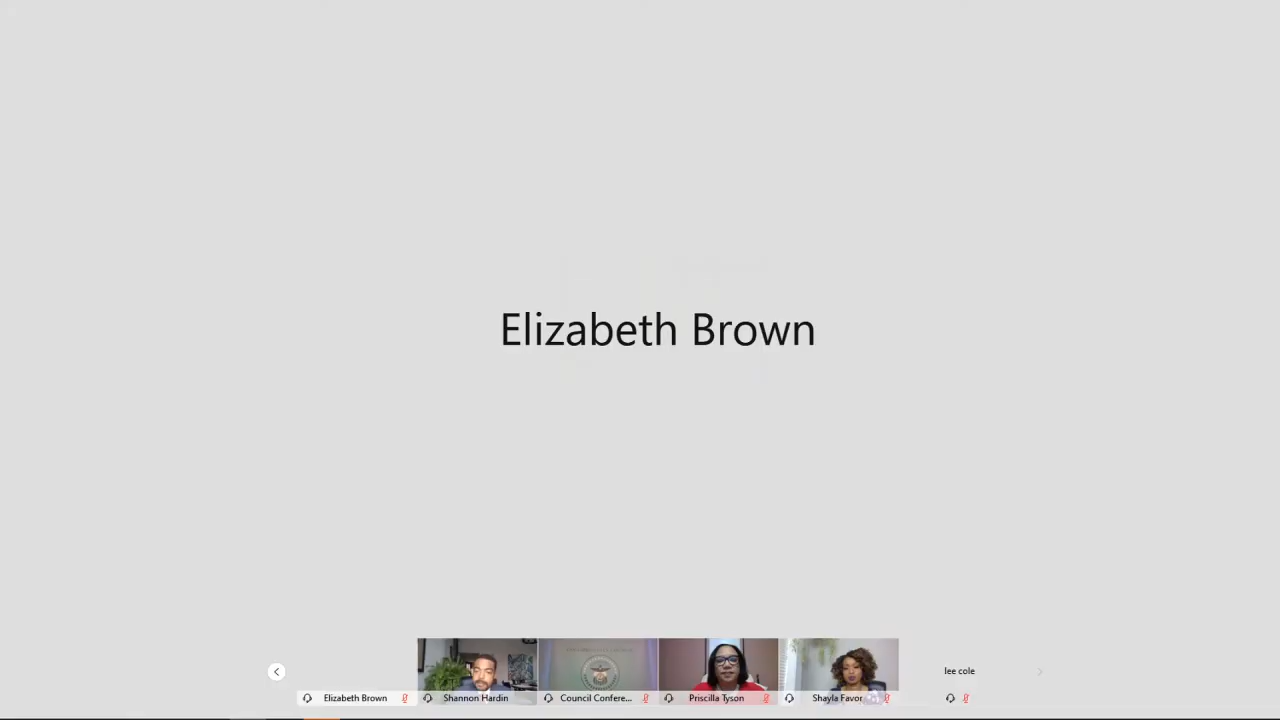 Elizabeth Brown
lee cole
Elizabeth Brown
Shannon Hardin
Council Confere...
Priscilla Tyson
Shayla Favor